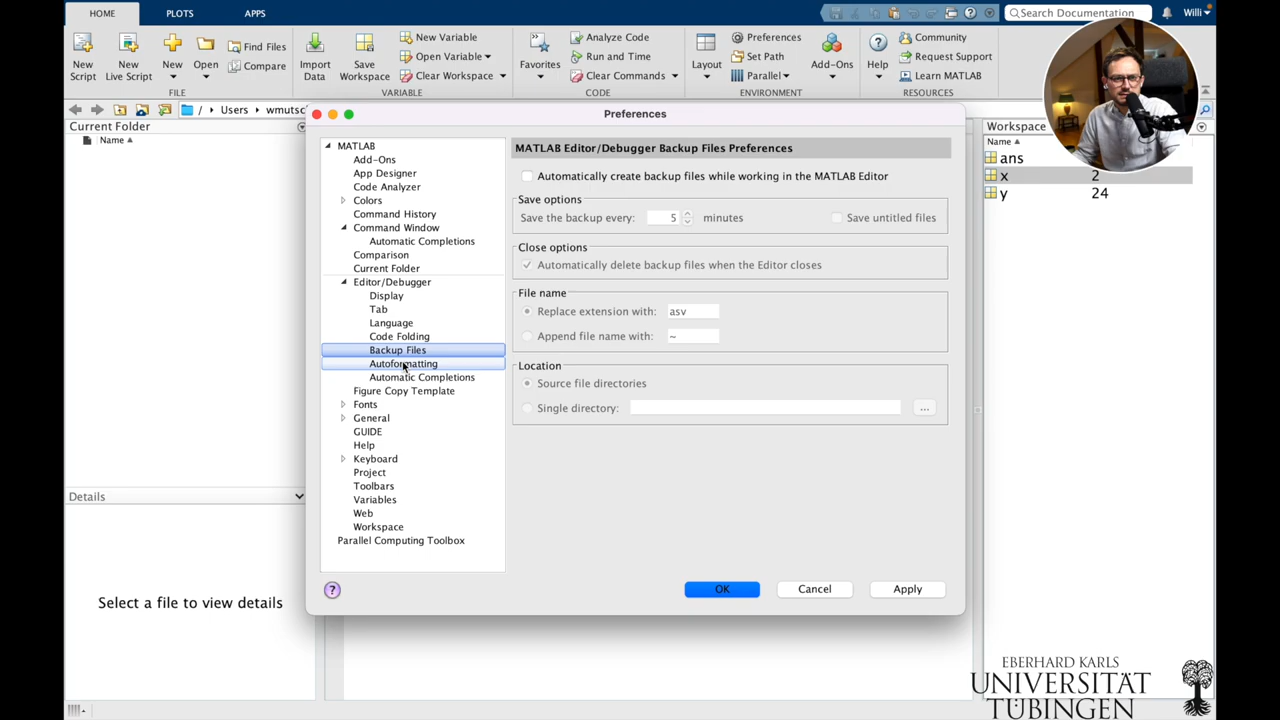 HOME
PLOTS
APPS
Search Documentation
Willi
New Script
New Live Script
New
Open
Find Files
Compare
Import Data
Save Workspace
New Variable
Open Variable
Clear Workspace
Favorites
Analyze Code
Run and Time
Clear Commands
Layout
Preferences
Set Path
Parallel
Add-Ons
Help
Community
Request Support
Learn MATLAB
FILE
VARIABLE
CODE
ENVIRONMENT
RESOURCES
/ Users
Current Folder
Name
Preferences
MATLAB
Add-Ons
App Designer
Code Analyzer
Colors
Command History
Command Window
Automatic Completions
Comparison
Current Folder
Editor/Debugger
Display
Tab
Language
Code Folding
Backup Files
Autoformatting
Automatic Completions
Figure Copy Template
Fonts
General
GUIDE
Help
Keyboard
Project
Toolbars
Variables
Web
Workspace
Parallel Computing Toolbox
MATLAB Editor/Debugger Backup Files Preferences
Automatically create backup files while working in the MATLAB Editor
Save options
Save the backup every: 5 minutes
Save untitled files
Close options
Automatically delete backup files when the Editor closes
File name
Replace extension with: asv
Append file name with: ~
Location
Source file directories
Single directory:
...
?
OK
Cancel
Apply
Workspace
Name
ans
x 2
y 24
Details
Select a file to view details
EBERHARD KARLS
UNIVERSITÄT
TÜBINGEN